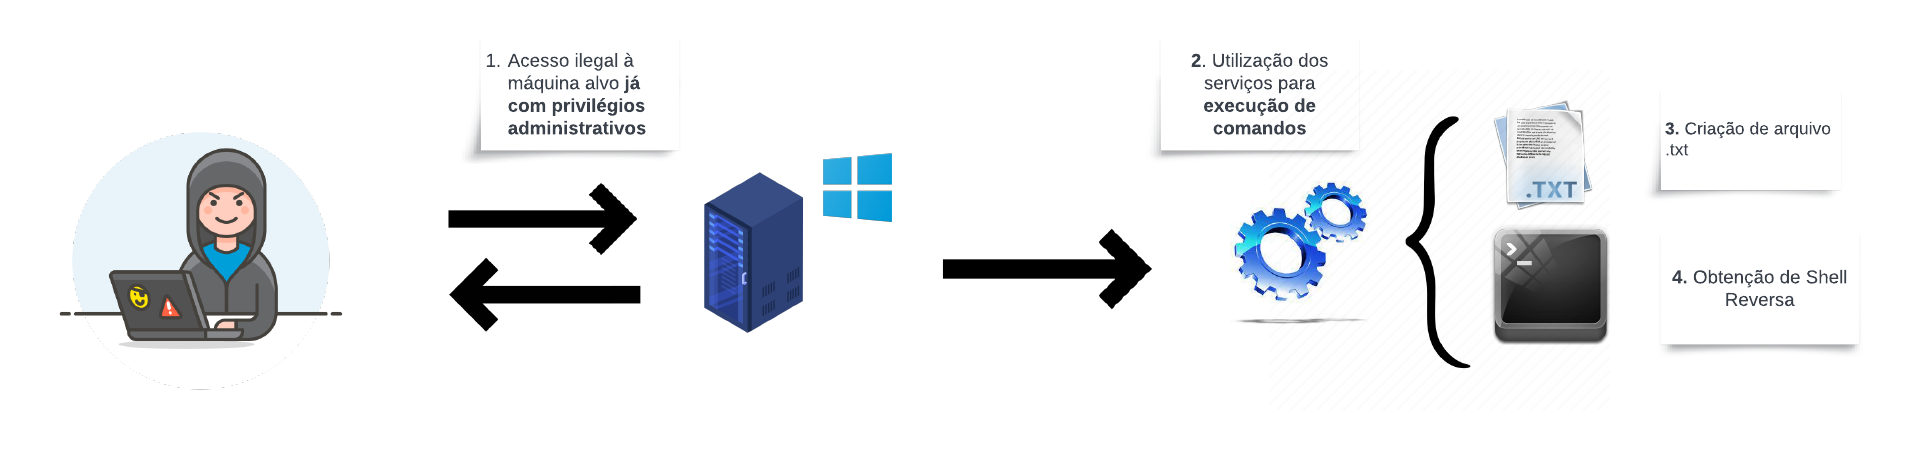 1. Acesso ilegal à
máquina alvo já
com privilégios
administrativos
2. Utilização dos
serviços para
execução de
comandos
.TXT
3. Criação de arquivo
.txt
4. Obtenção de Shell
Reversa